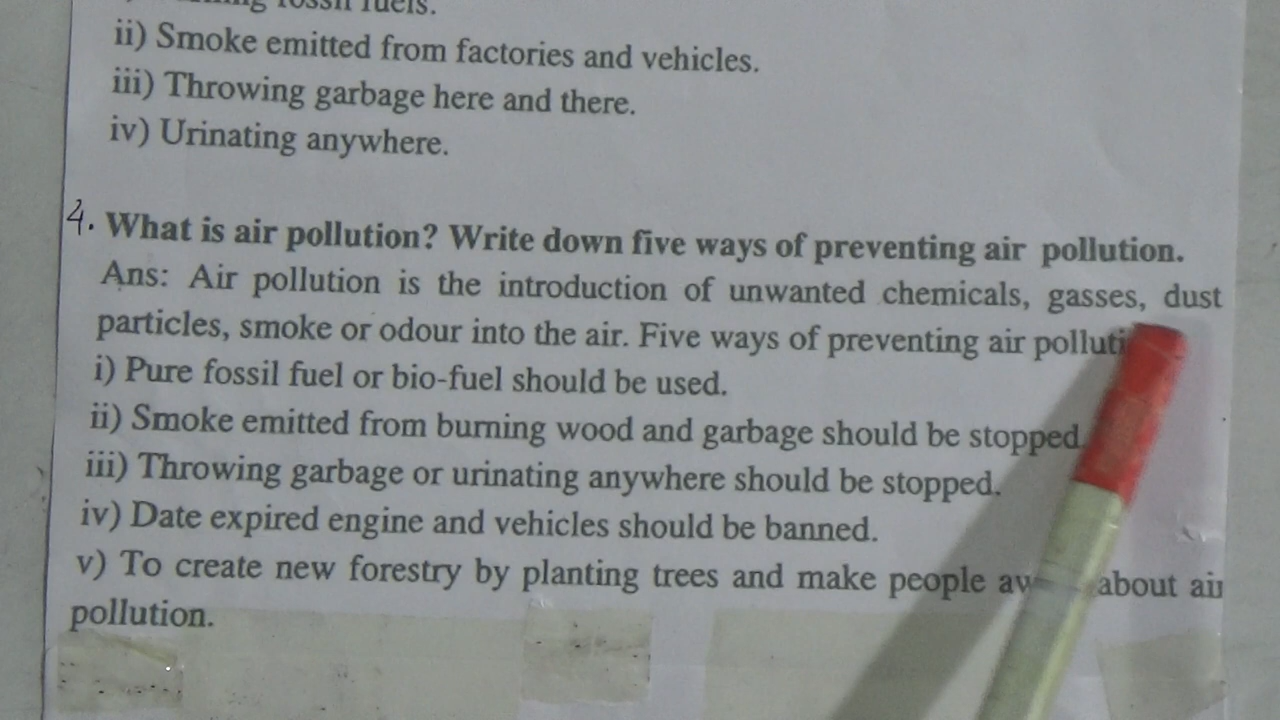 fossil fuels.
ii) Smoke emitted from factories and vehicles.
iii) Throwing garbage here and there.
iv) Urinating anywhere.
4. What is air pollution? Write down five ways of preventing air pollution.
Ans: Air pollution is the introduction of unwanted chemicals, gasses, dust
particles, smoke or odour into the air. Five ways of preventing air
i) Pure fossil fuel or bio-fuel should be used.
ii) Smoke emitted from burning wood and garbage should be stopped
iii) Throwing garbage or urinating anywhere should be stopped.
iv) Date expired engine and vehicles should be banned.
v) To create new forestry by planting trees and make people about air
pollution.